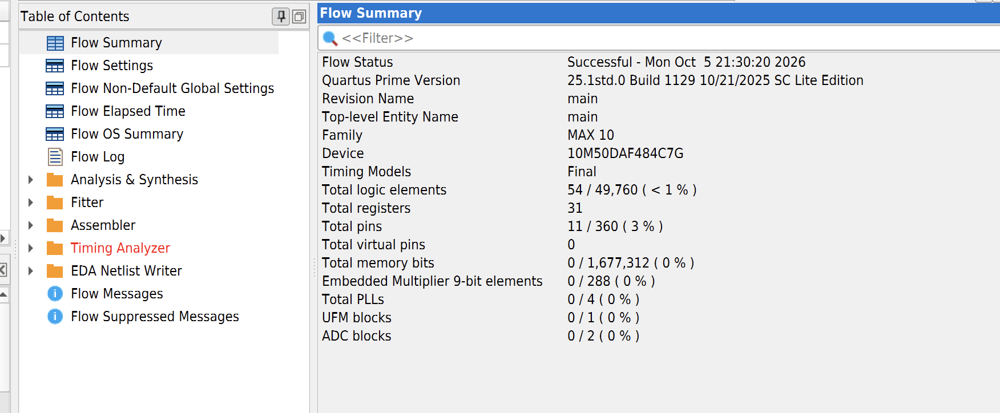 Table of Contents
Flow Summary
Flow Settings
Flow Non-Default Global Settings
Flow Elapsed Time
Flow OS Summary
Flow Log
Analysis & Synthesis
Fitter
Assembler
Timing Analyzer
EDA Netlist Writer
Flow Messages
Flow Suppressed Messages
Flow Summary
<<Filter>>
Flow Status Successful - Mon Oct  5 21:30:20 2026
Quartus Prime Version 25.1std.0 Build 1129 10/21/2025 SC Lite Edition
Revision Name main
Top-level Entity Name main
Family MAX 10
Device 10M50DAF484C7G
Timing Models Final
Total logic elements 54 / 49,760 ( < 1 % )
Total registers 31
Total pins 11 / 360 ( 3 % )
Total virtual pins 0
Total memory bits 0 / 1,677,312 ( 0 % )
Embedded Multiplier 9-bit elements 0 / 288 ( 0 % )
Total PLLs 0 / 4 ( 0 % )
UFM blocks 0 / 1 ( 0 % )
ADC blocks 0 / 2 ( 0 % )